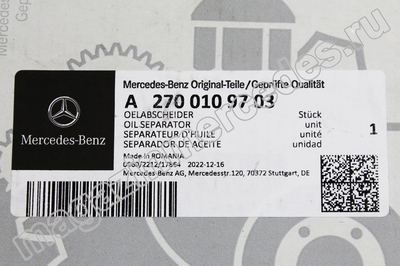 Mercedes-Benz Original-Teile/Geprüfte Qualität
A 270 010 97 03
OELABSCHEIDER Stück
OIL SEPARATOR unit
SEPARATEUR D'HUILE unité 1
SEPARADOR DE ACEITE unidad
Mercedes-Benz
Made in ROMANIA
2022-12-16
Mercedes-Benz AG, Mercedesstr.120, 70372 Stuttgart, DE